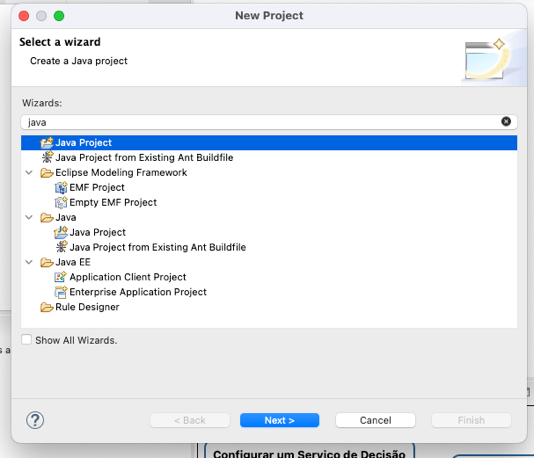 New Project
Select a wizard
Create a Java project
Wizards:
java
Java Project
Java Project from Existing Ant Buildfile
Eclipse Modeling Framework
EMF Project
Empty EMF Project
Java
Java Project
Java Project from Existing Ant Buildfile
Java EE
Application Client Project
Enterprise Application Project
Rule Designer
s a
Show All Wizards.
?
< Back
Next >
Cancel
Finish
Configurar um Serviço de Decisão